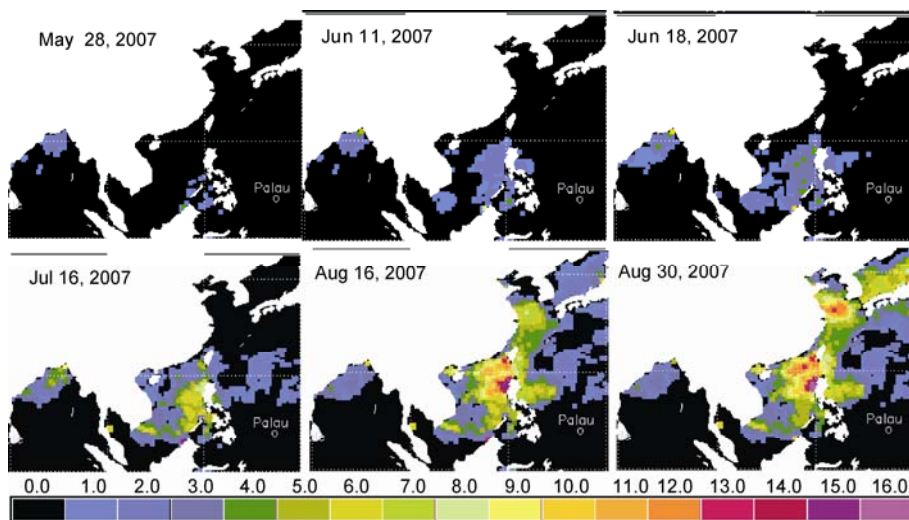 May 28, 2007
Jun 11, 2007
Jun 18, 2007
Palau
Palau
Palau
Jul 16, 2007
Aug 16, 2007
Aug 30, 2007
Palau
Palau
Palau
0.0 1.0 2.0 3.0 4.0 5.0 6.0 7.0 8.0 9.0 10.0 11.0 12.0 13.0 14.0 15.0 16.0